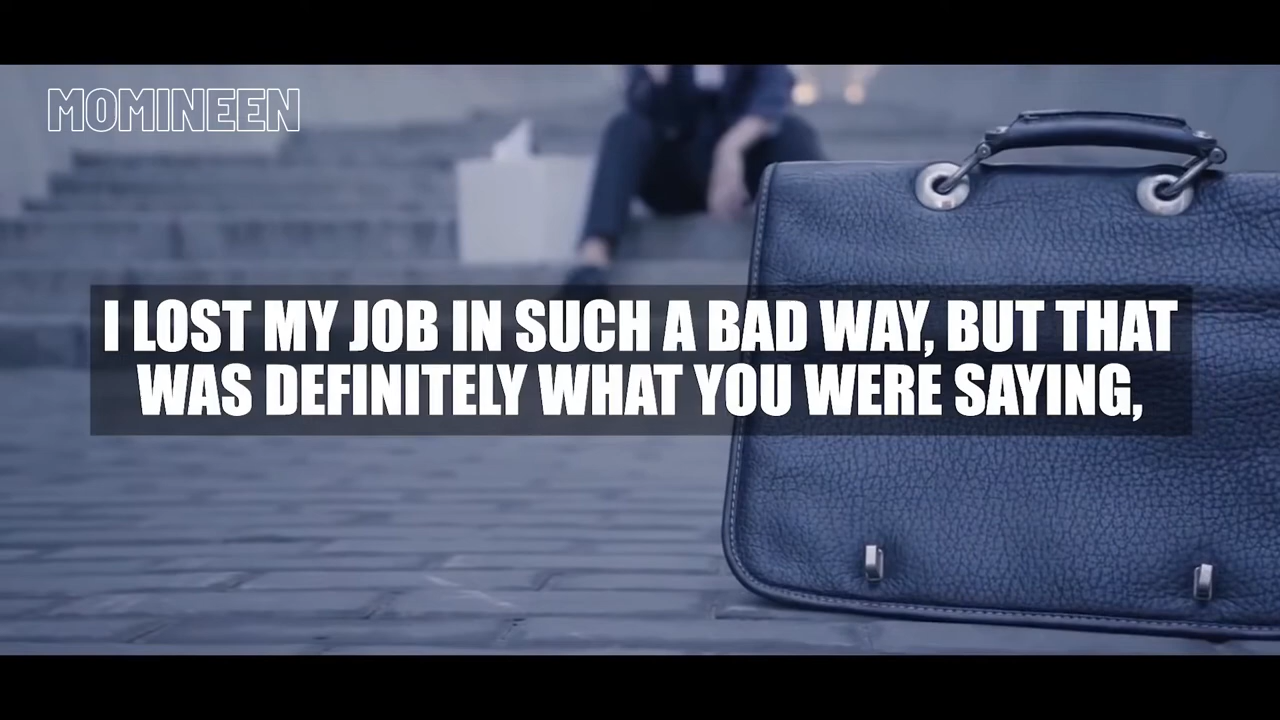 MOMINEEN
I LOST MY JOB IN SUCH A BAD WAY, BUT THAT
WAS DEFINITELY WHAT YOU WERE SAYING,